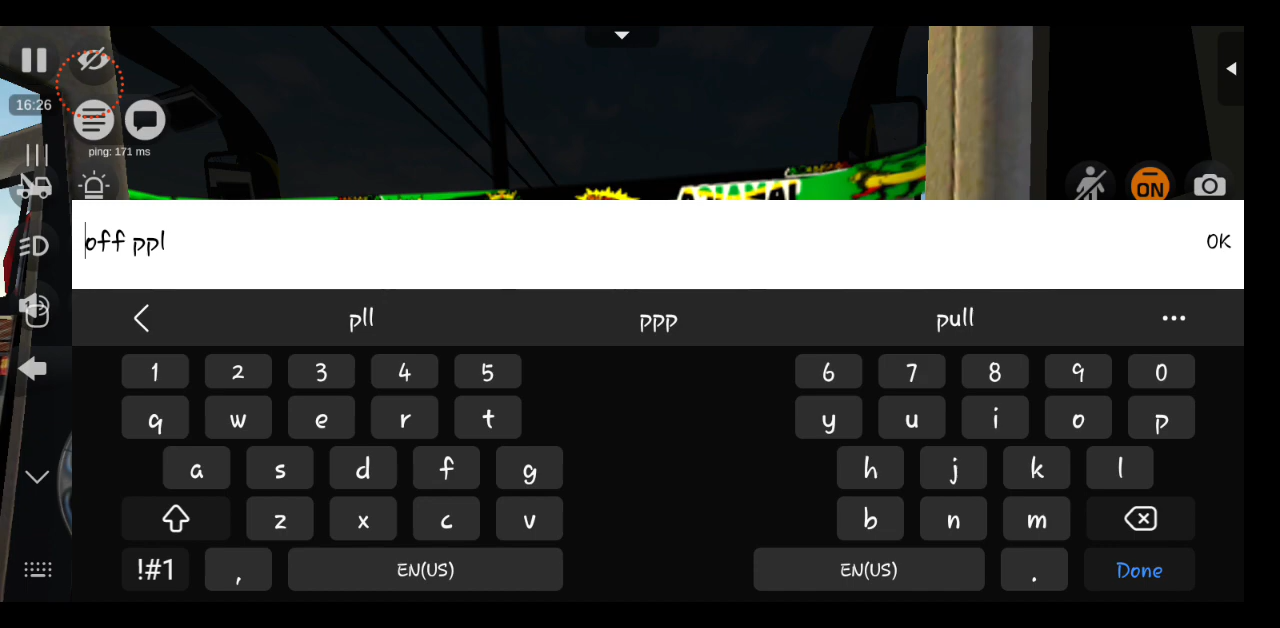 16:26
ping: 171 ms
ON
off ppl
OK
pll ppp pull
1 2 3 4 5 6 7 8 9 0
q w e r t y u i o p
a s d f g h j k l
z x c v b n m
!#1 , EN(US) EN(US) . Done